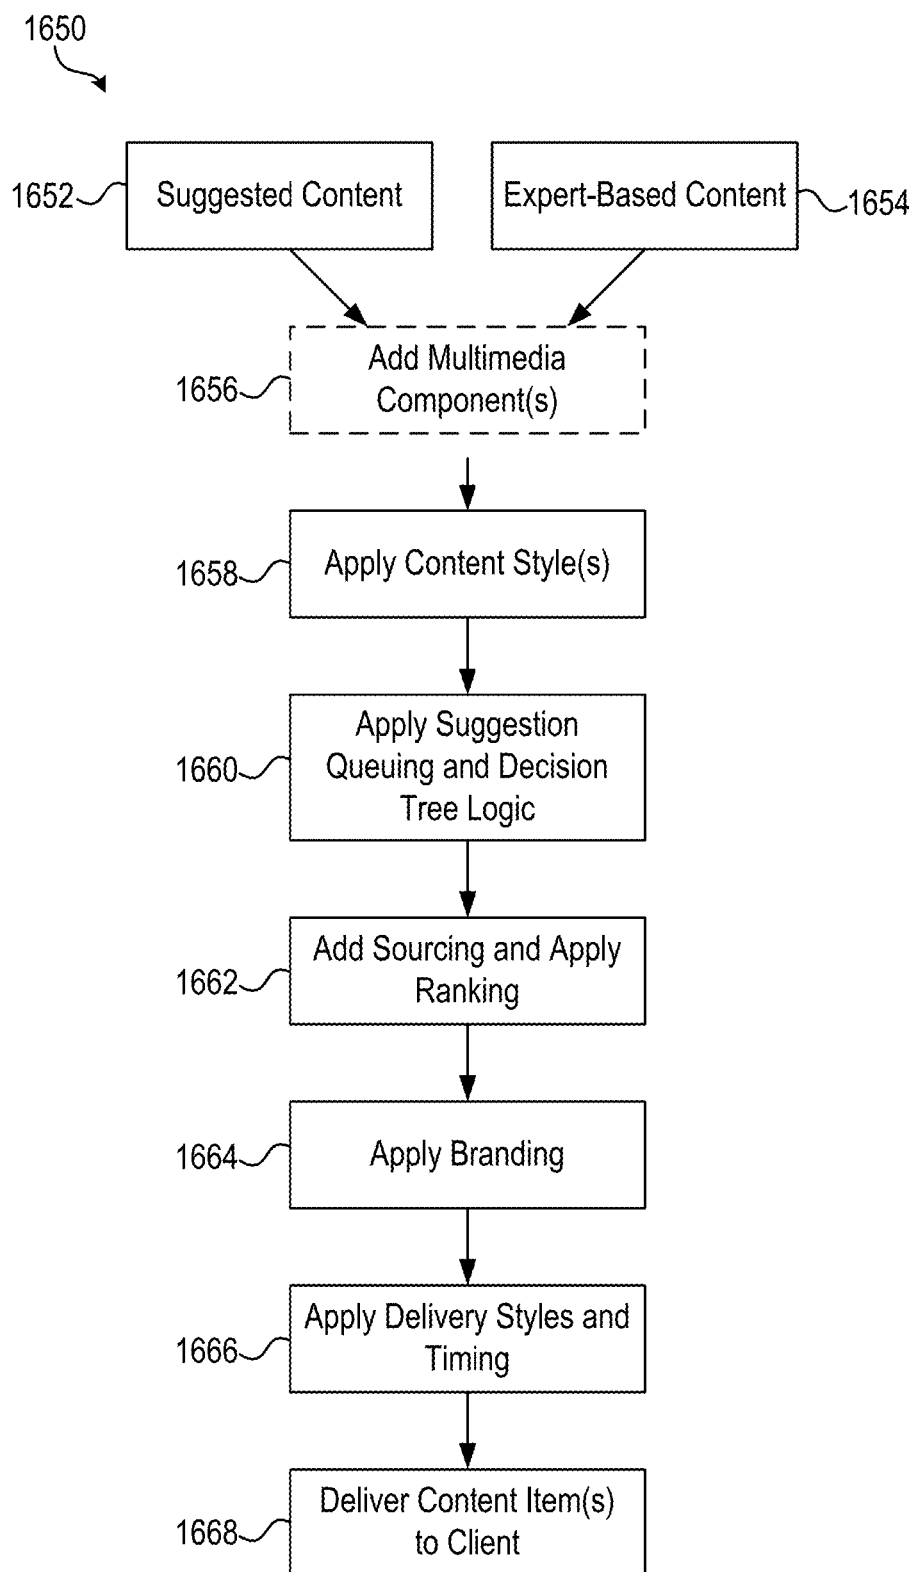 1650
1652
Suggested Content
Expert-Based Content
1654
1656
Add Multimedia
Component(s)
1658
Apply Content Style(s)
1660
Apply Suggestion
Queuing and Decision
Tree Logic
1662
Add Sourcing and Apply
Ranking
1664
Apply Branding
1666
Apply Delivery Styles and
Timing
1668
Deliver Content Item(s)
to Client